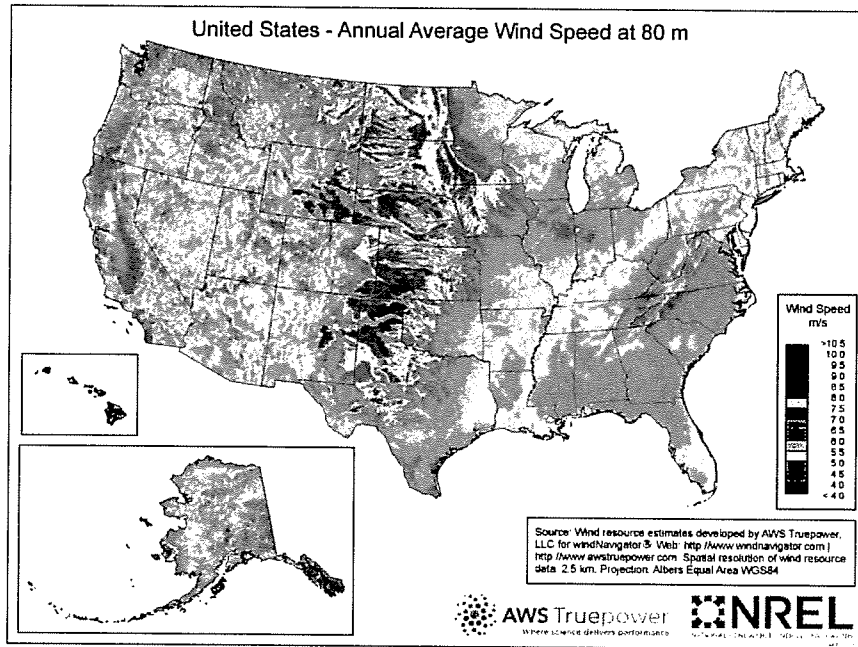 United States - Annual Average Wind Speed at 80 m
Wind Speed
m/s
>10.5
10.0
9.5
9.0
8.5
8.0
7.5
7.0
6.5
6.0
5.5
5.0
4.5
4.0
<4.0
Source: Wind resource estimates developed by AWS Truepower,
LLC for windNavigator®. Web: http://www.windnavigator.com |
http://www.awstruepower.com. Spatial resolution of wind resource
data: 2.5 km. Projection: Albers Equal Area WGS84.
AWS Truepower
Where science delivers performance
NREL